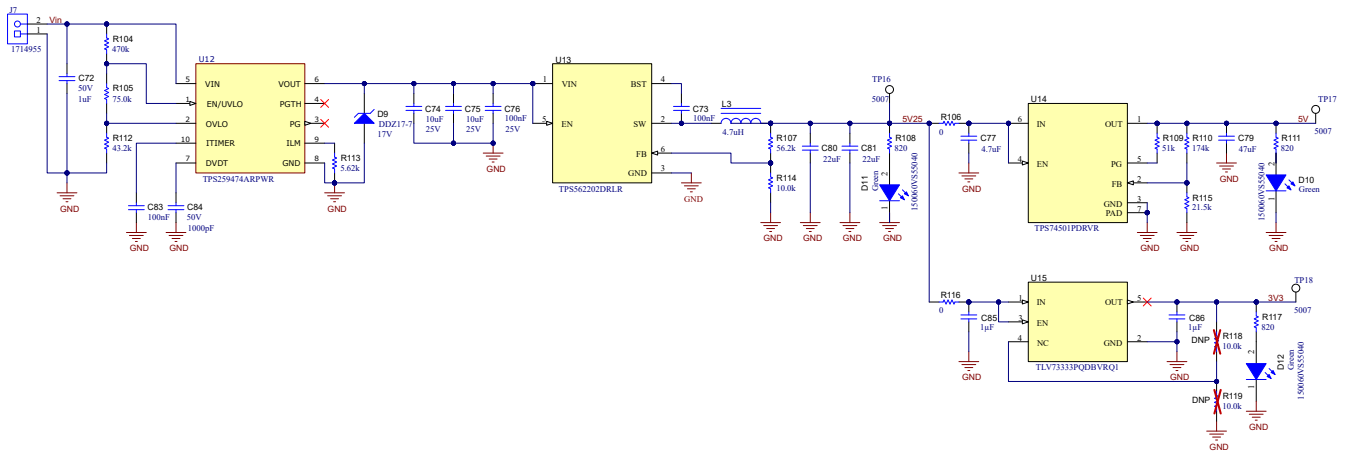 J7
2
1
1714955
Vin
C72
50V
1uF
R104
470k
R105
75.0k
R112
43.2k
GND
C83
100nF
GND
C84
50V
1000pF
GND
U12
5 VIN VOUT 6
1 EN/UVLO PGTH 4
2 OVLO PG 3
10 ITIMER ILM 9
7 DVDT GND 8
TPS259474ARPWR
R113
5.62k
GND
D9
DDZ17-7
17V
C74
10uF
25V
C75
10uF
25V
C76
100nF
25V
GND
U13
1 VIN BST 4
5 EN SW 2
FB 6
GND 3
TPS562202DRLR
GND
C73
100nF
L3
4.7uH
R107
56.2k
R114
10.0k
GND
C80
22uF
GND
C81
22uF
GND
TP16
5007
5V25
R108
820
2
D11
Green
1
150060VS55040
GND
R106
0
C77
4.7uF
GND
U14
6 IN OUT 1
4 EN PG 5
FB 2
GND 3
PAD 7
TPS74501PDRVR
GND
R109
51k
R110
174k
R115
21.5k
GND
C79
47uF
GND
5V
TP17
5007
R111
820
2
D10
Green
1
150060VS55040
GND
R116
0
C85
1µF
GND
U15
1 IN OUT 5
3 EN
4 NC GND 2
TLV73333PQDBVRQ1
C86
1µF
GND
DNP
R118
10.0k
DNP
R119
10.0k
GND
3V3
TP18
5007
R117
820
2
D12
Green
1
150060VS55040
GND